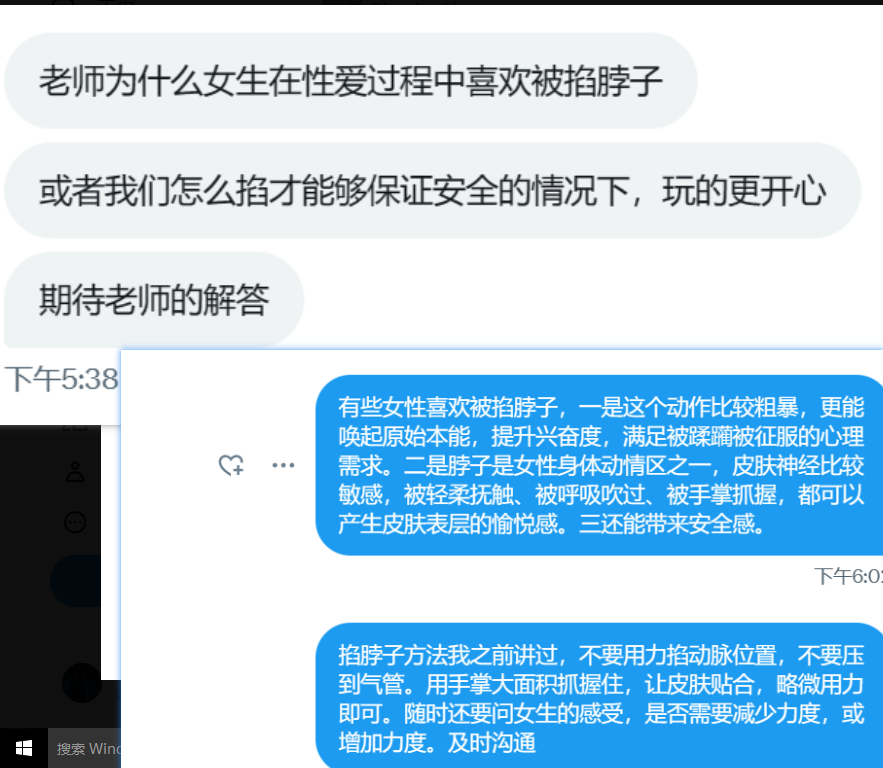 老师为什么女生在性爱过程中喜欢被掐脖子
或者我们怎么掐才能够保证安全的情况下，玩的更开心
期待老师的解答
下午5:38
有些女性喜欢被掐脖子，一是这个动作比较粗暴，更能
唤起原始本能，提升兴奋度，满足被蹂躏被征服的心理
需求。二是脖子是女性身体动情区之一，皮肤神经比较
敏感，被轻柔抚触、被呼吸吹过、被手掌抓握，都可以
产生皮肤表层的愉悦感。三还能带来安全感。
下午6:02
掐脖子方法我之前讲过，不要用力掐动脉位置，不要压
到气管。用手掌大面积抓握住，让皮肤贴合，略微用力
即可。随时还要问女生的感受，是否需要减少力度，或
增加力度。及时沟通
搜索 Winc